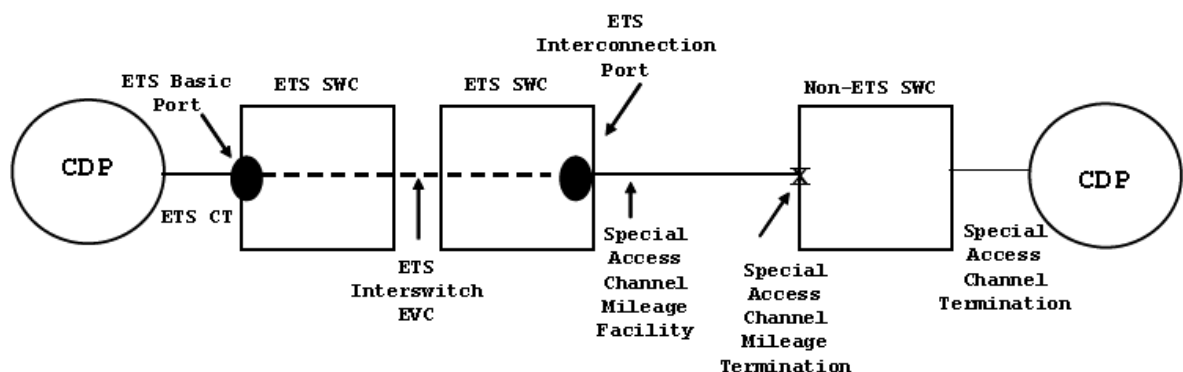 ETS
Interconnection
Port
ETS Basic
Port
ETS SWC
ETS SWC
Non-ETS SWC
CDP
CDP
ETS CT
ETS
Interswitch
EVC
Special
Access
Channel
Mileage
Facility
Special
Access
Channel
Mileage
Termination
Special
Access
Channel
Termination